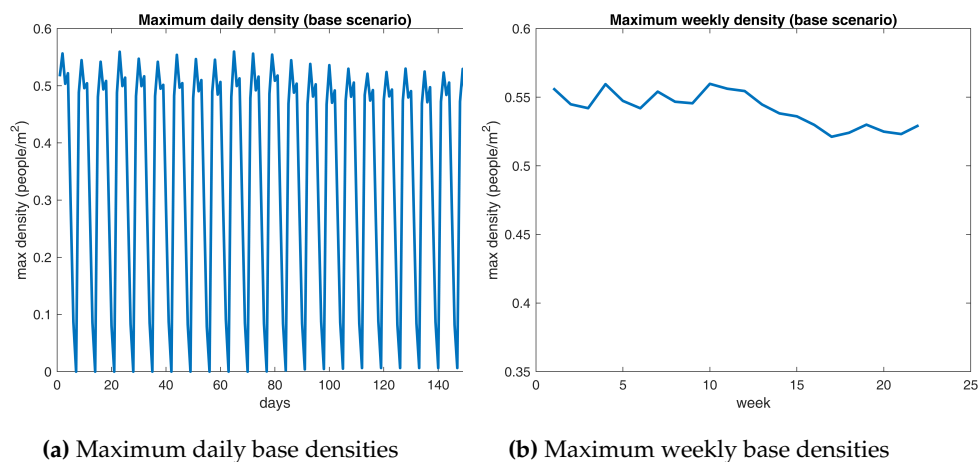 Maximum daily density (base scenario)
0.6
0.5
0.4
0.3
0.2
0.1
0
max density (people/m²)
0 20 40 60 80 100 120 140
days
(a) Maximum daily base densities
Maximum weekly density (base scenario)
0.6
0.55
0.5
0.45
0.4
0.35
max density (people/m²)
0 5 10 15 20 25
week
(b) Maximum weekly base densities